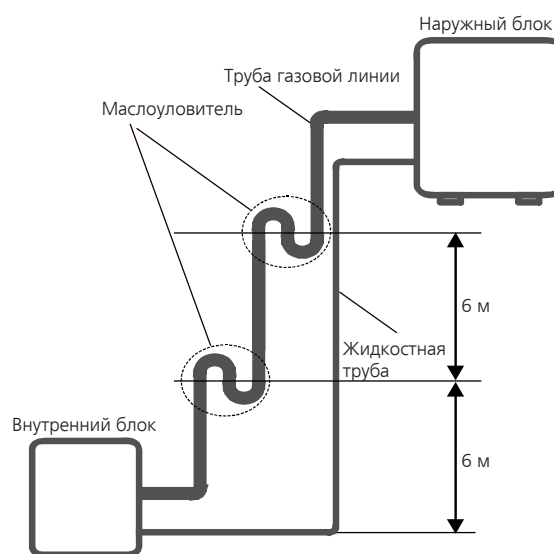 Наружный блок
Труба газовой линии
Маслоуловитель
6 м
Жидкостная
труба
Внутренний блок
6 м